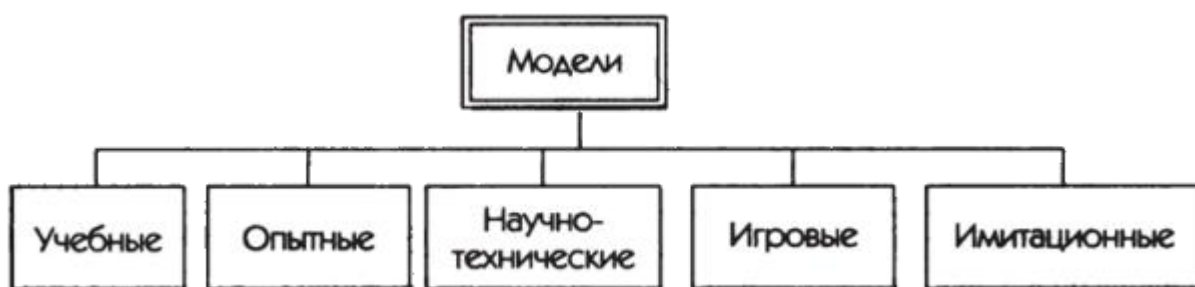 Модели
Учебные
Опытные
Научно-
технические
Игровые
Имитационные